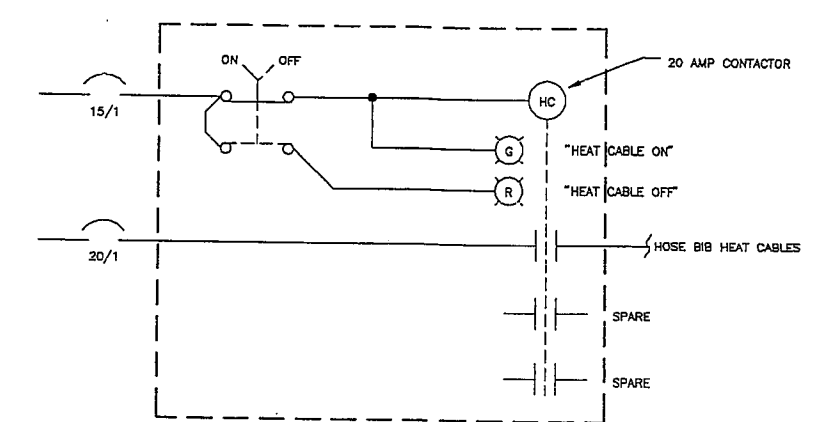 ON OFF
20 AMP CONTACTOR
15/1
HC
G "HEAT CABLE ON"
R "HEAT CABLE OFF"
20/1
HOSE BIB HEAT CABLES
SPARE
SPARE